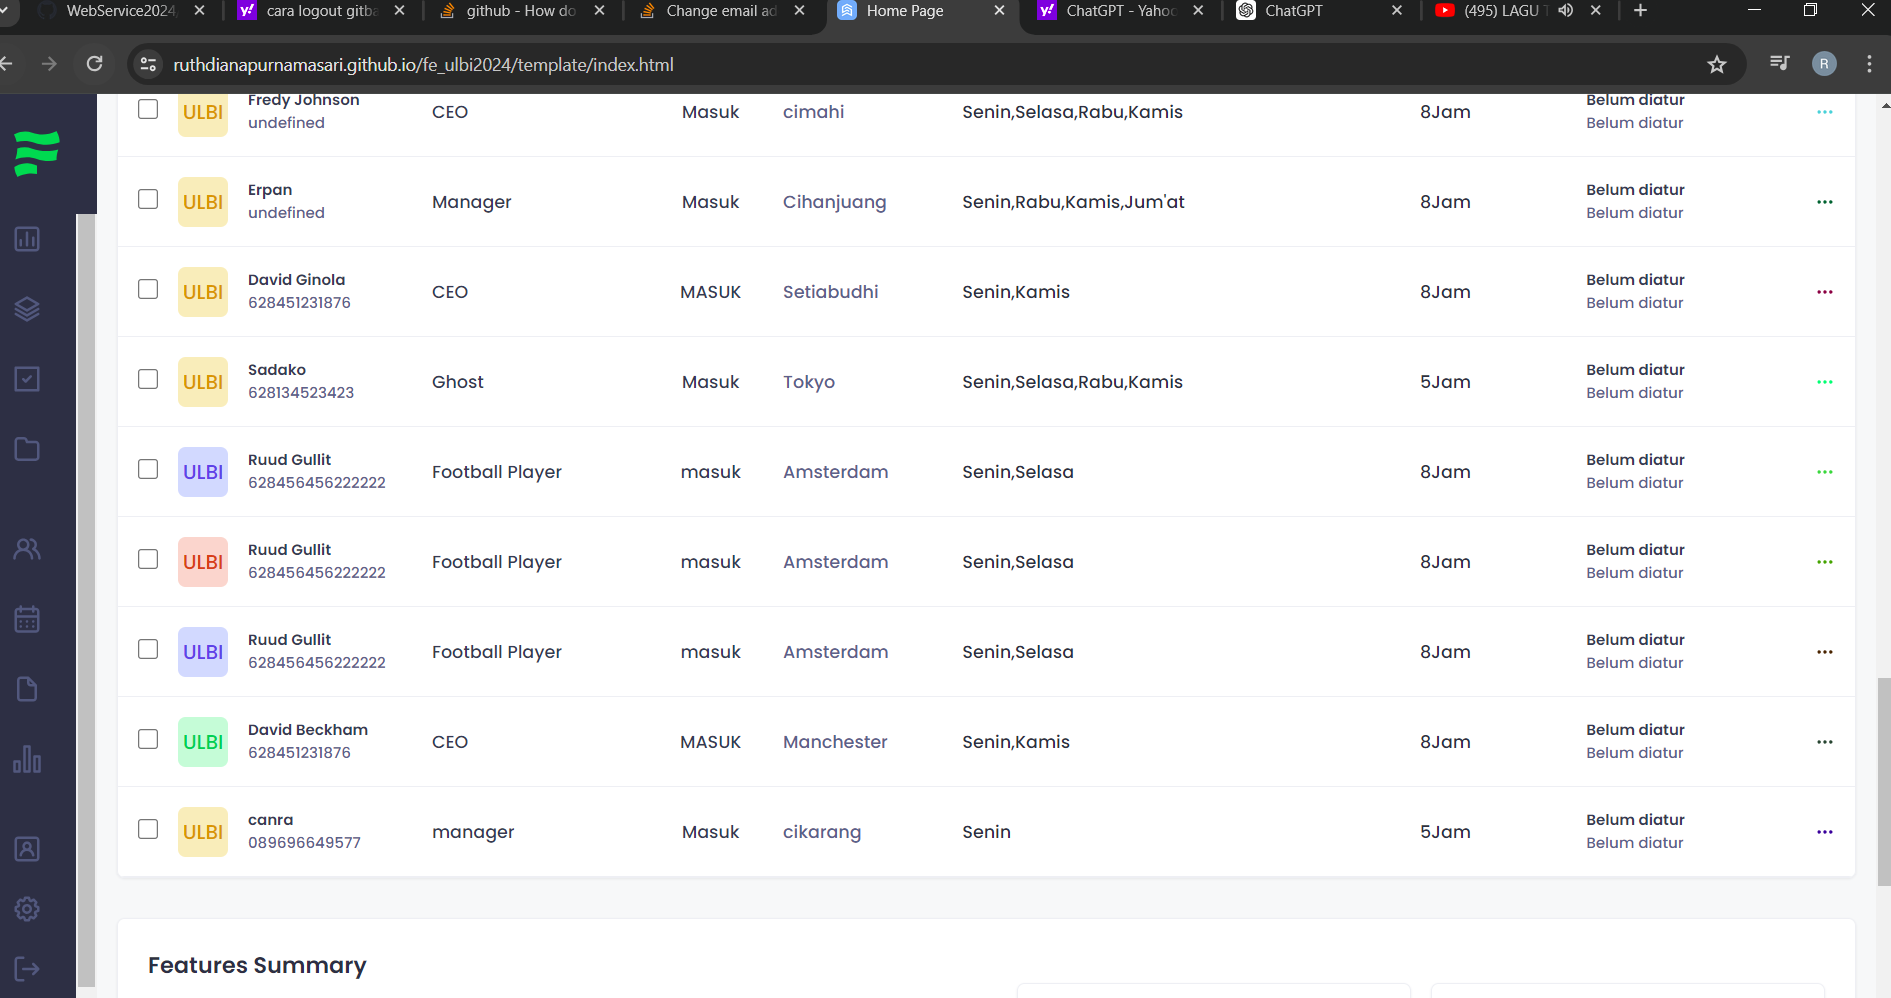 WebService2024,
cara logout gitba
github - How do
Change email ad
Home Page
ChatGPT - Yahoo
ChatGPT
(495) LAGU T
ruthdianapurnamasari.github.io/fe_ulbi2024/template/index.html
R
ULBI Fredy Johnson CEO Masuk cimahi Senin,Selasa,Rabu,Kamis 8Jam Belum diatur
undefined Belum diatur
ULBI Erpan Manager Masuk Cihanjuang Senin,Rabu,Kamis,Jum'at 8Jam Belum diatur
undefined Belum diatur
ULBI David Ginola CEO MASUK Setiabudhi Senin,Kamis 8Jam Belum diatur
628451231876 Belum diatur
ULBI Sadako Ghost Masuk Tokyo Senin,Selasa,Rabu,Kamis 5Jam Belum diatur
628134523423 Belum diatur
ULBI Ruud Gullit Football Player masuk Amsterdam Senin,Selasa 8Jam Belum diatur
628456456222222 Belum diatur
ULBI Ruud Gullit Football Player masuk Amsterdam Senin,Selasa 8Jam Belum diatur
628456456222222 Belum diatur
ULBI Ruud Gullit Football Player masuk Amsterdam Senin,Selasa 8Jam Belum diatur
628456456222222 Belum diatur
ULBI David Beckham CEO MASUK Manchester Senin,Kamis 8Jam Belum diatur
628451231876 Belum diatur
ULBI canra manager Masuk cikarang Senin 5Jam Belum diatur
089696649577 Belum diatur
Features Summary